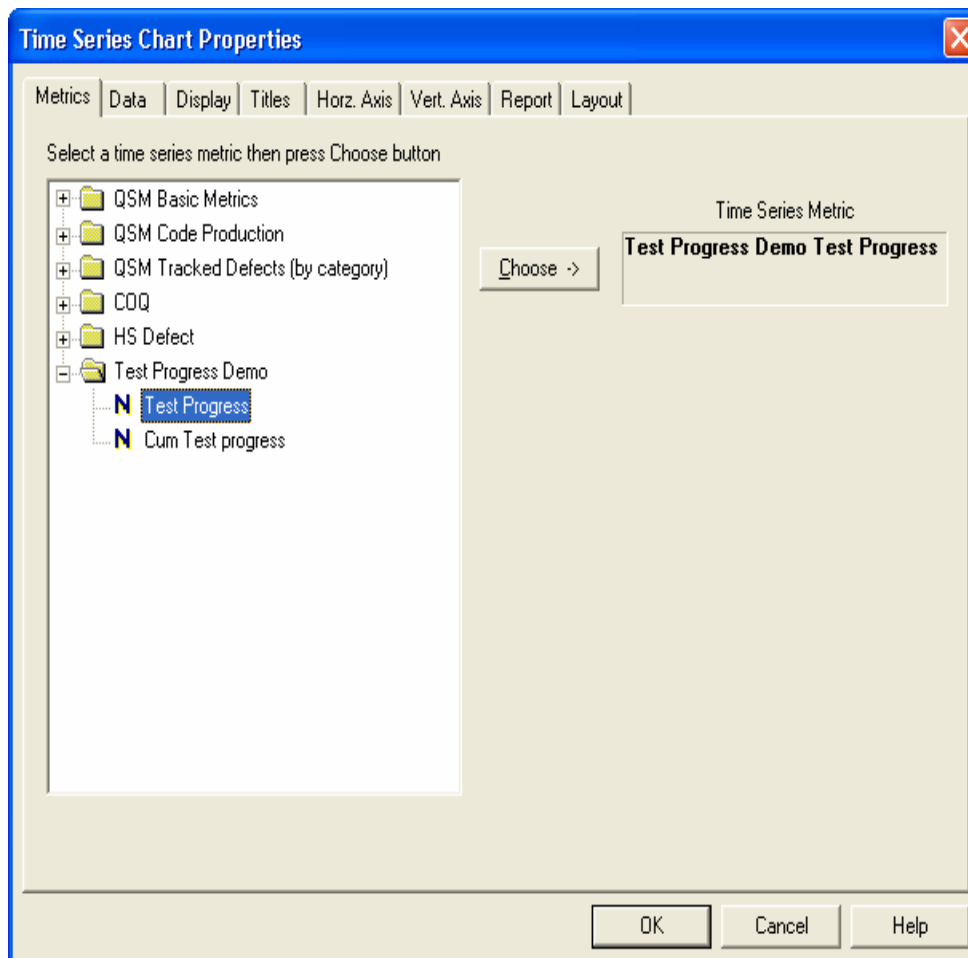 Time Series Chart Properties
Metrics Data Display Titles Horz. Axis Vert. Axis Report Layout
Select a time series metric then press Choose button
QSM Basic Metrics
QSM Code Production
QSM Tracked Defects (by category)
COQ
HS Defect
Test Progress Demo
N Test Progress
N Cum Test progress
Choose ->
Time Series Metric
Test Progress Demo Test Progress
OK Cancel Help